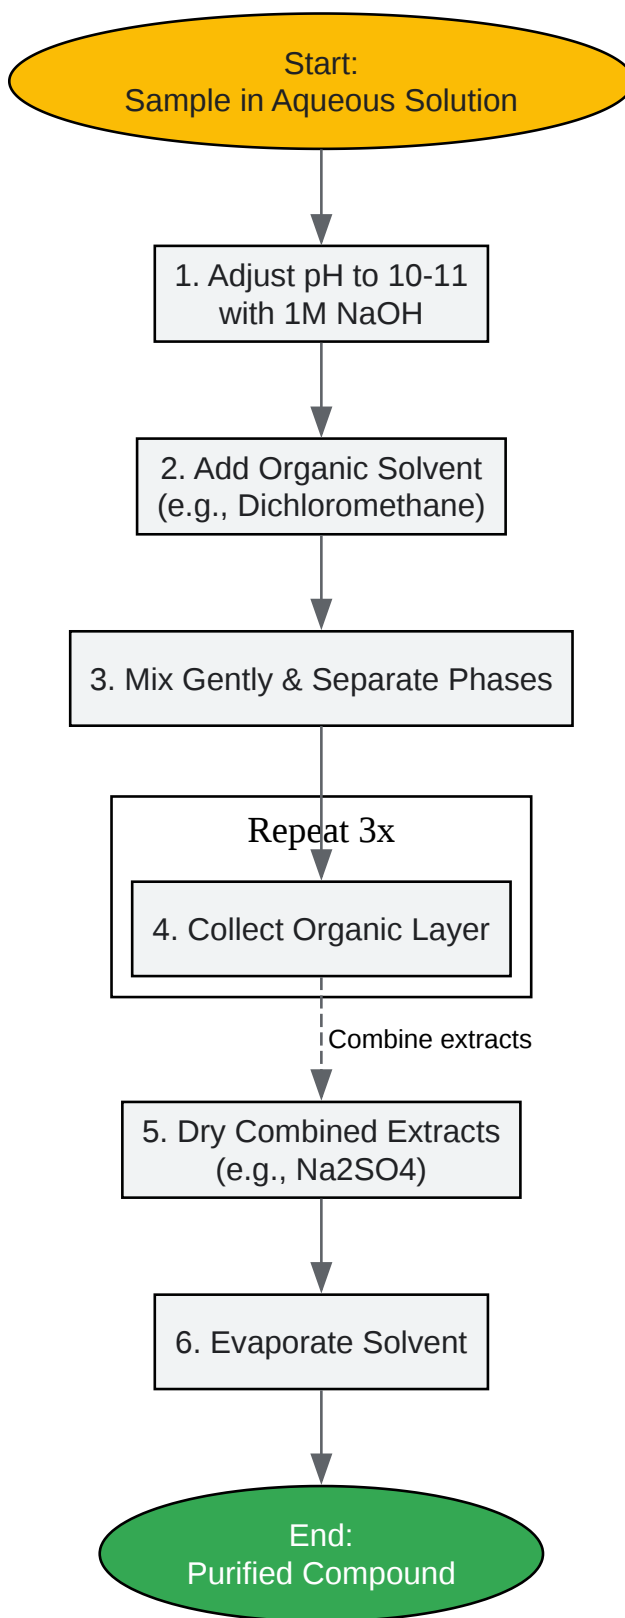 Start:
Sample in Aqueous Solution
1. Adjust pH to 10-11
with 1M NaOH
2. Add Organic Solvent
(e.g., Dichloromethane)
3. Mix Gently & Separate Phases
Repeat 3x
4. Collect Organic Layer
Combine extracts
5. Dry Combined Extracts
(e.g., Na2SO4)
6. Evaporate Solvent
End:
Purified Compound